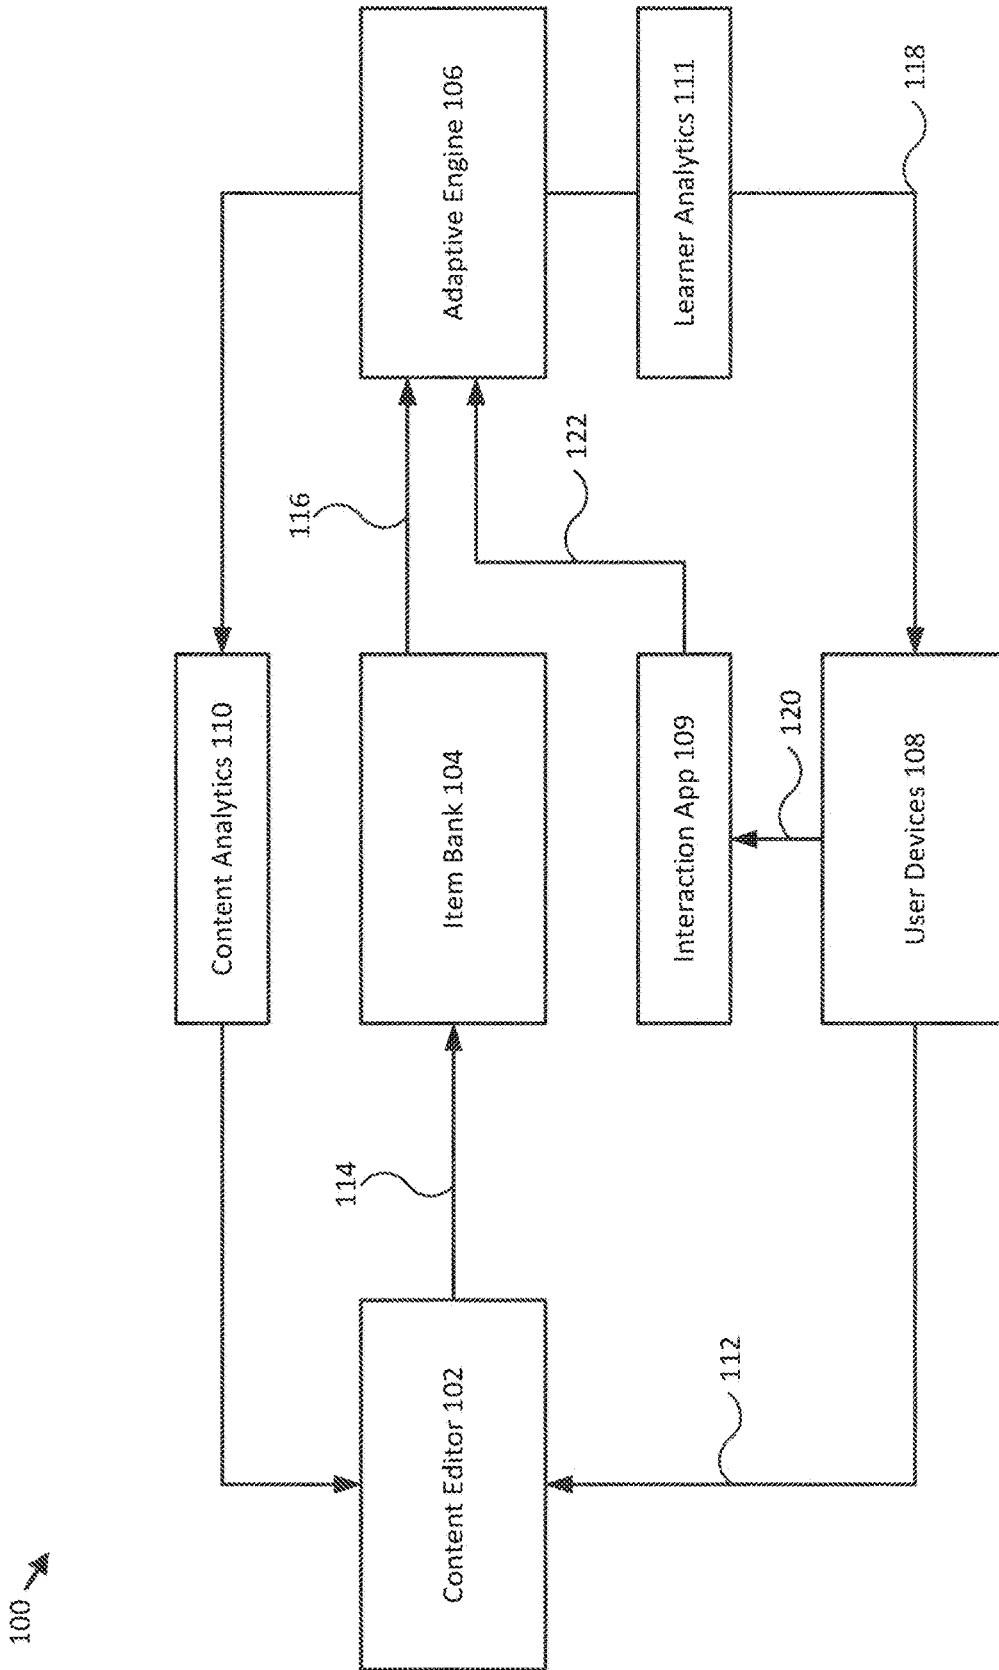 100
Content Analytics 110
116
Adaptive Engine 106
114
Content Editor 102
Item Bank 104
122
Learner Analytics 111
Interaction App 109
112
120
118
User Devices 108